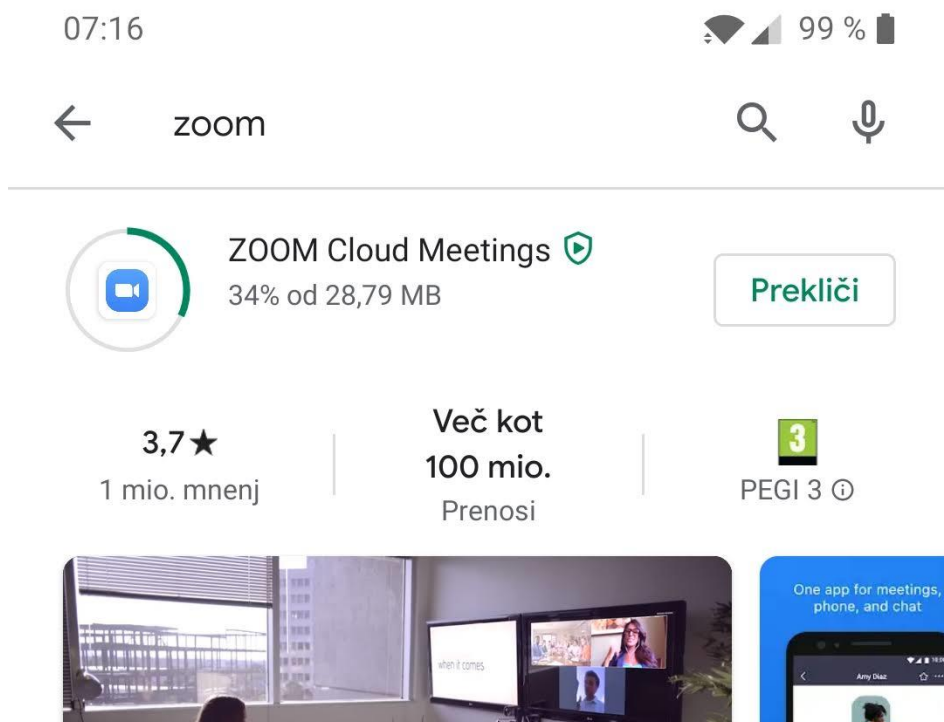 07:16
99 %
zoom
ZOOM Cloud Meetings
34% od 28,79 MB
Prekliči
3,7★
1 mio. mnenj
Več kot
100 mio.
Prenosi
3
PEGI 3
when it comes
One app for meetings,
phone, and chat
Amy Diaz